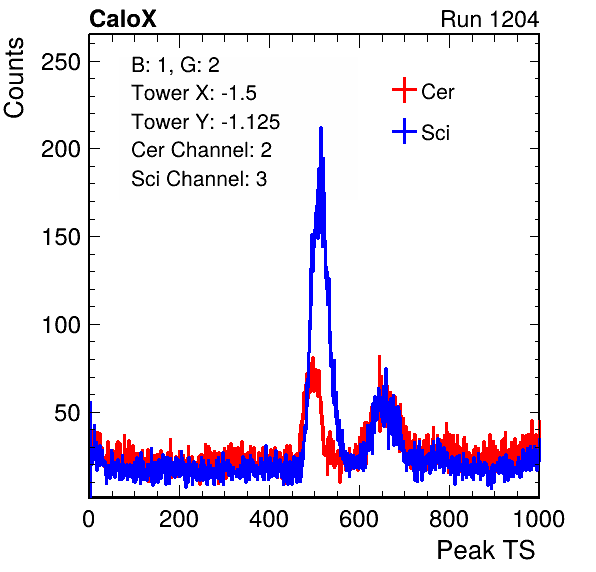 CaloX Run 1204
Counts
B: 1, G: 2
Tower X: -1.5
Tower Y: -1.125
Cer Channel: 2
Sci Channel: 3
Cer
Sci
250
200
150
100
50
0 200 400 600 800 1000
Peak TS